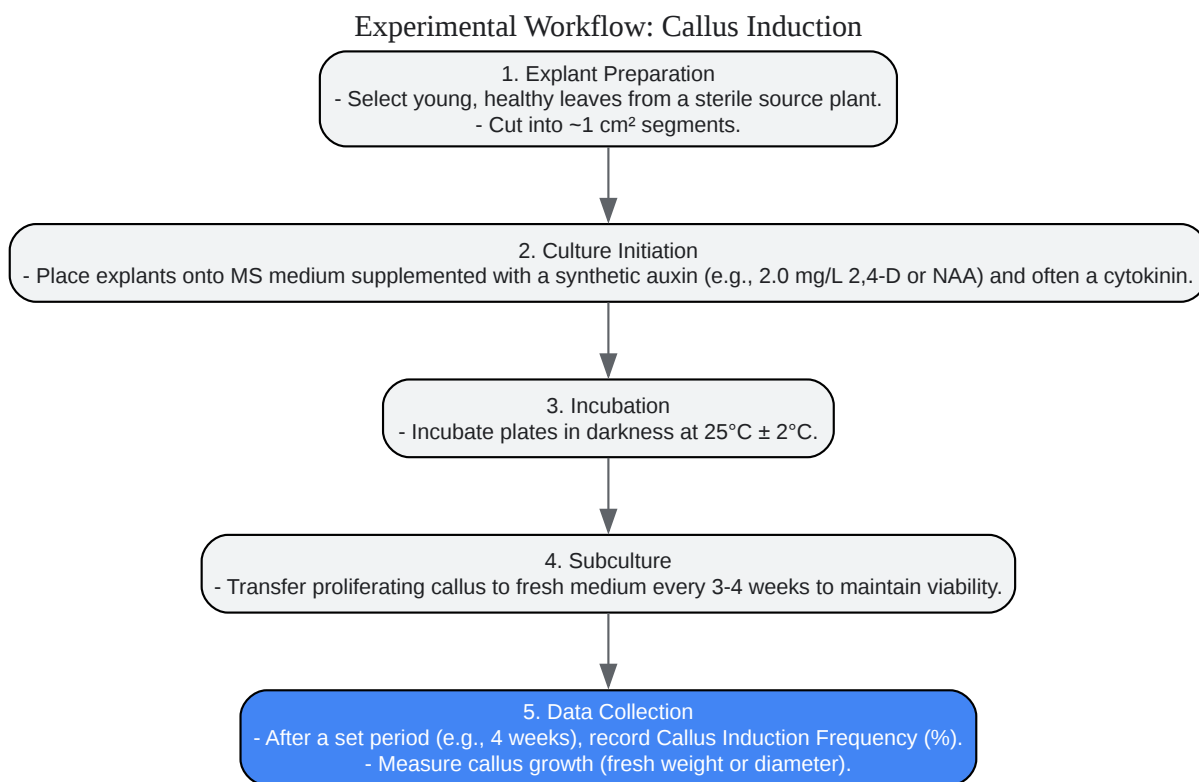 Experimental Workflow: Callus Induction
1. Explant Preparation
- Select young, healthy leaves from a sterile source plant.
- Cut into ~1 cm² segments.
2. Culture Initiation
- Place explants onto MS medium supplemented with a synthetic auxin (e.g., 2.0 mg/L 2,4-D or NAA) and often a cytokinin.
3. Incubation
- Incubate plates in darkness at 25°C ± 2°C.
4. Subculture
- Transfer proliferating callus to fresh medium every 3-4 weeks to maintain viability.
5. Data Collection
- After a set period (e.g., 4 weeks), record Callus Induction Frequency (%).
- Measure callus growth (fresh weight or diameter).